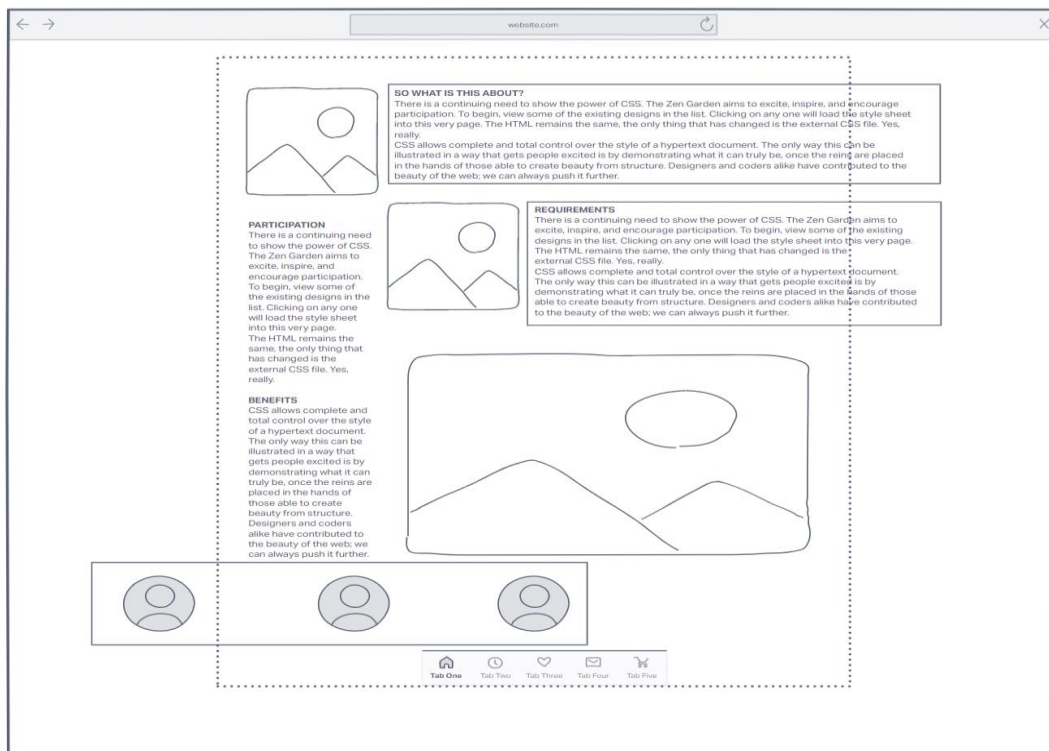 website.com
SO WHAT IS THIS ABOUT?
There is a continuing need to show the power of CSS. The Zen Garden aims to excite, inspire, and encourage
participation. To begin, view some of the existing designs in the list. Clicking on any one will load the style sheet
into this very page. The HTML remains the same, the only thing that has changed is the external CSS file. Yes,
really.
CSS allows complete and total control over the style of a hypertext document. The only way this can be
illustrated in a way that gets people excited is by demonstrating what it can truly be, once the reins are placed
in the hands of those able to create beauty from structure. Designers and coders alike have contributed to the
beauty of the web; we can always push it further.
REQUIREMENTS
There is a continuing need to show the power of CSS. The Zen Garden aims to
excite, inspire, and encourage participation. To begin, view some of the existing
designs in the list. Clicking on any one will load the style sheet into this very page.
The HTML remains the same, the only thing that has changed is the
external CSS file. Yes, really.
CSS allows complete and total control over the style of a hypertext document.
The only way this can be illustrated in a way that gets people excited is by
demonstrating what it can truly be, once the reins are placed in the hands of those
able to create beauty from structure. Designers and coders alike have contributed
to the beauty of the web; we can always push it further.
PARTICIPATION
There is a continuing need
to show the power of CSS.
The Zen Garden aims to
excite, inspire, and
encourage participation.
To begin, view some of
the existing designs in the
list. Clicking on any one
will load the style sheet
into this very page.
The HTML remains the
same, the only thing that
has changed is the
external CSS file. Yes,
really.
BENEFITS
CSS allows complete and
total control over the style
of a hypertext document.
The only way this can be
illustrated in a way that
gets people excited is by
demonstrating what it can
truly be, once the reins are
placed in the hands of
those able to create
beauty from structure.
Designers and coders
alike have contributed to
the beauty of the web; we
can always push it further.
Tab One Tab Two Tab Three Tab Four Tab Five